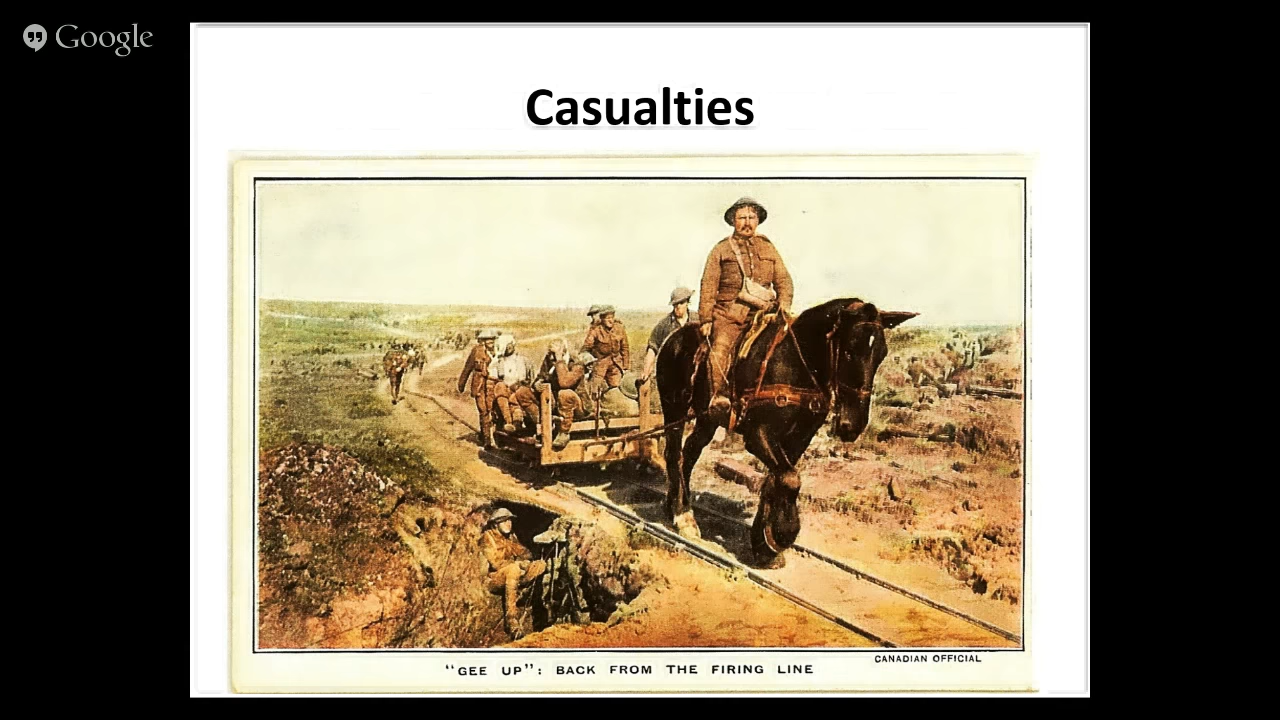 Google
Casualties
CANADIAN OFFICIAL
"GEE UP": BACK FROM THE FIRING LINE